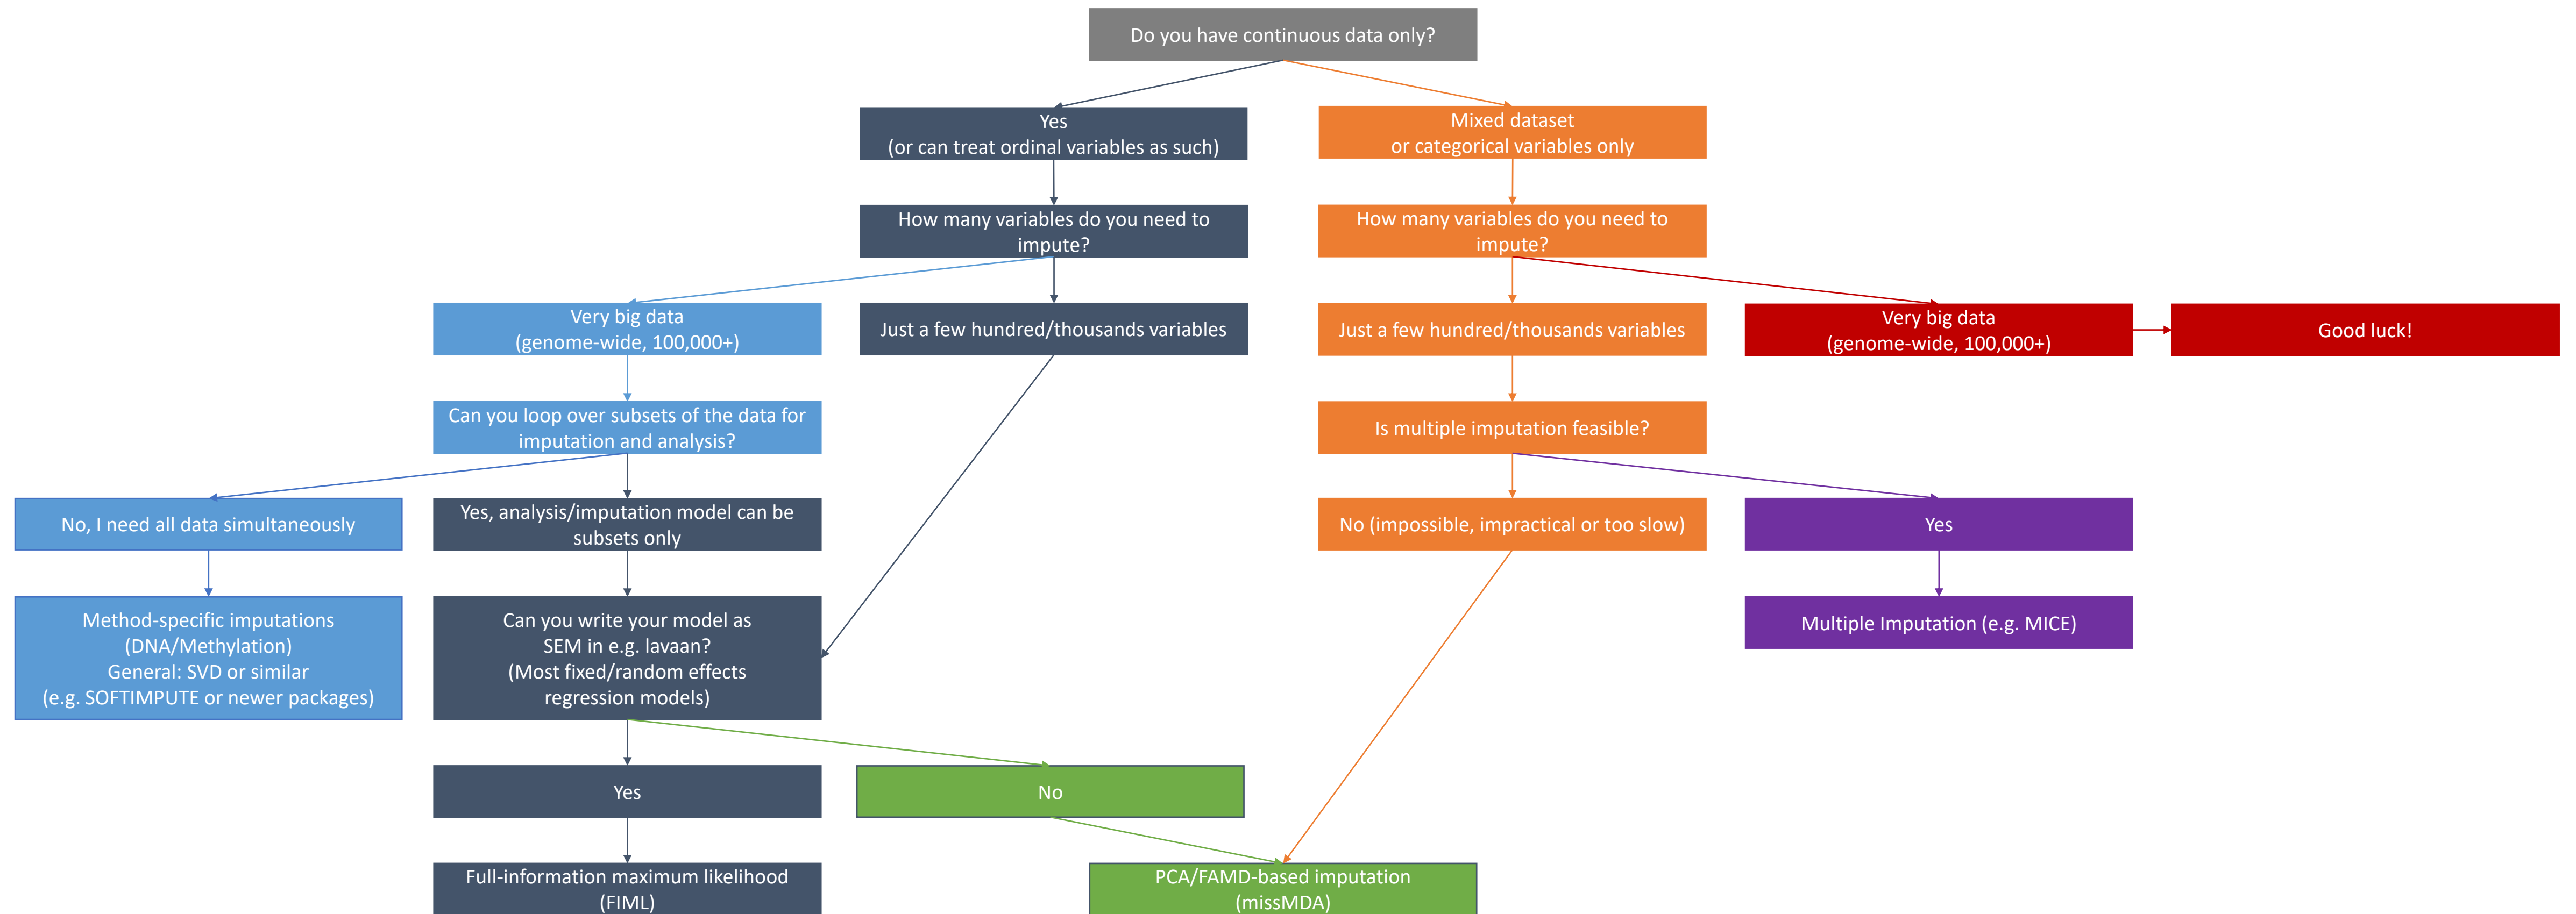 Do you have continuous data only?
Yes
(or can treat ordinal variables as such)
Mixed dataset
or categorical variables only
How many variables do you need to
impute?
How many variables do you need to
impute?
Very big data
(genome-wide, 100,000+)
Just a few hundred/thousands variables
Just a few hundred/thousands variables
Very big data
(genome-wide, 100,000+)
Good luck!
Can you loop over subsets of the data for
imputation and analysis?
Is multiple imputation feasible?
No, I need all data simultaneously
Yes, analysis/imputation model can be
subsets only
No (impossible, impractical or too slow)
Yes
Method-specific imputations
(DNA/Methylation)
General: SVD or similar
(e.g. SOFTIMPUTE or newer packages)
Can you write your model as
SEM in e.g. lavaan?
(Most fixed/random effects
regression models)
Multiple Imputation (e.g. MICE)
Yes
No
Full-information maximum likelihood
(FIML)
PCA/FAMD-based imputation
(missMDA)